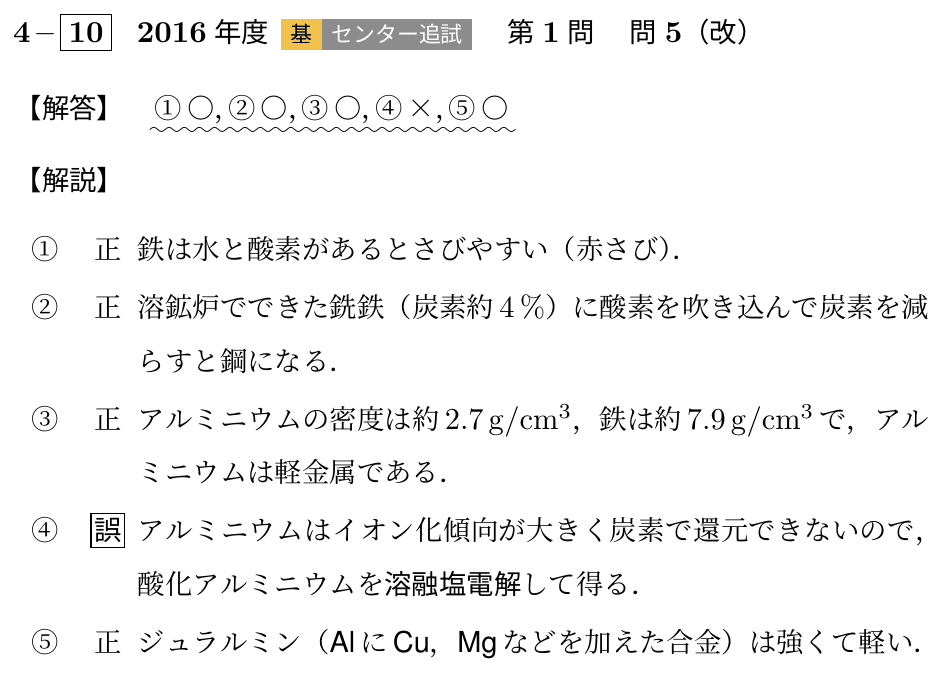 4–10 2016 年度 基 センター追試 第 1 問 問 5（改）
【解答】 ① ○, ② ○, ③ ○, ④ ×, ⑤ ○
【解説】
① 正 鉄は水と酸素があるとさびやすい（赤さび）.
② 正 溶鉱炉でできた銑鉄（炭素約 4 %）に酸素を吹き込んで炭素を減
らすと鋼になる.
③ 正 アルミニウムの密度は約 2.7 g/cm³, 鉄は約 7.9 g/cm³ で, アル
ミニウムは軽金属である.
④ 誤 アルミニウムはイオン化傾向が大きく炭素で還元できないので,
酸化アルミニウムを溶融塩電解して得る.
⑤ 正 ジュラルミン（Al に Cu, Mg などを加えた合金）は強くて軽い.